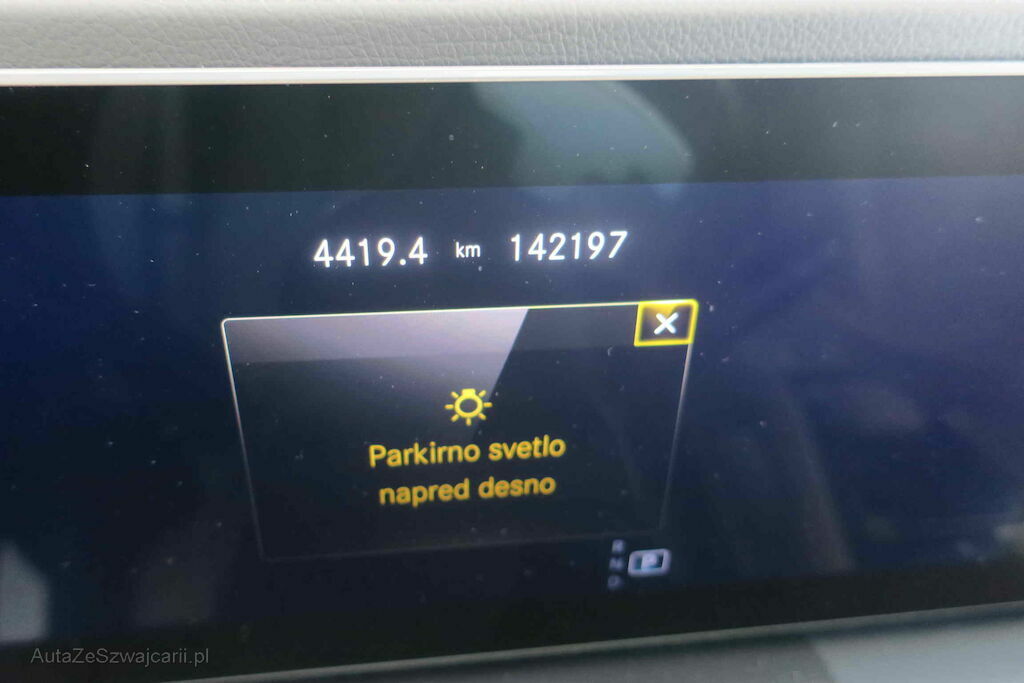 4419.4 km 142197
Parkirno svetlo
napred desno
R
N P
D
AutaZeSzwajcarii.pl